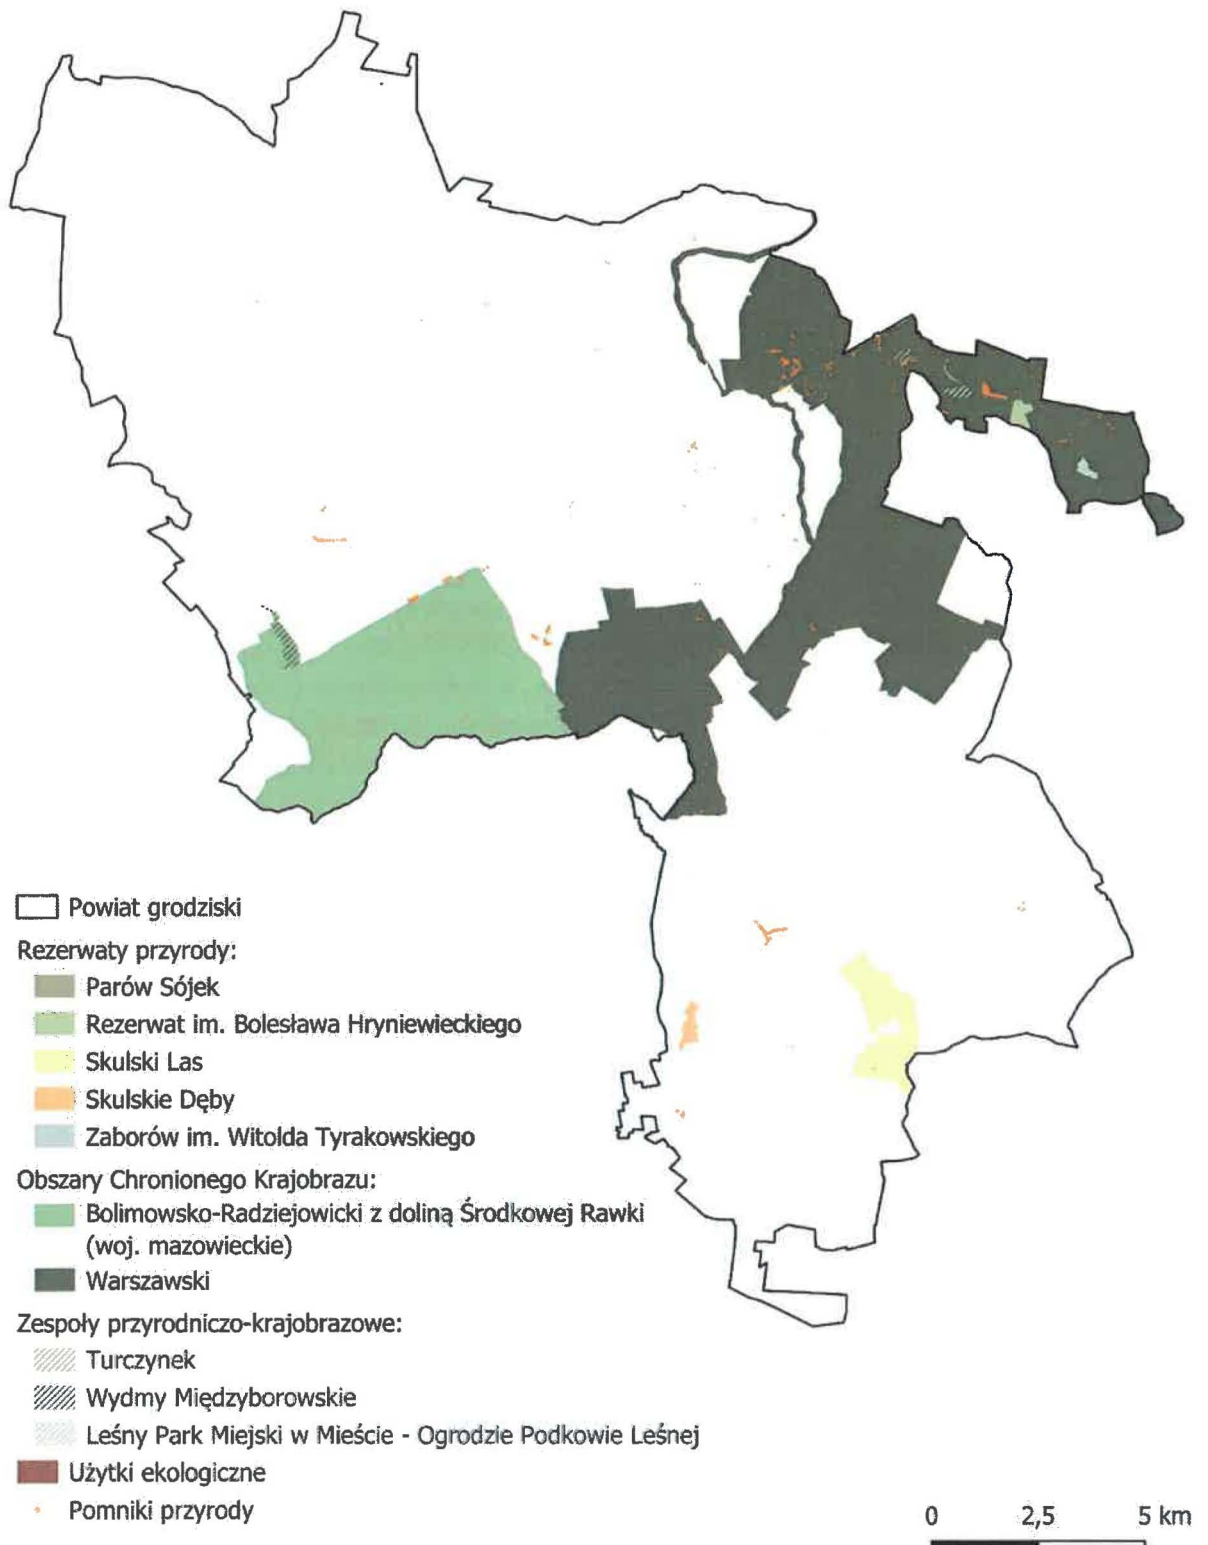 Powiat grodziski
Rezerwaty przyrody:
Parów Sójek
Rezerwat im. Bolesława Hryniewieckiego
Skulski Las
Skulskie Dęby
Zaborów im. Witolda Tyrakowskiego
Obszary Chronionego Krajobrazu:
Bolimowsko-Radziejowicki z doliną Środkowej Rawki
(woj. mazowieckie)
Warszawski
Zespoły przyrodniczo-krajobrazowe:
Turczynek
Wydmy Międzyborowskie
Leśny Park Miejski w Mieście - Ogrodzie Podkowie Leśnej
Użytki ekologiczne
Pomniki przyrody
0 2,5 5 km